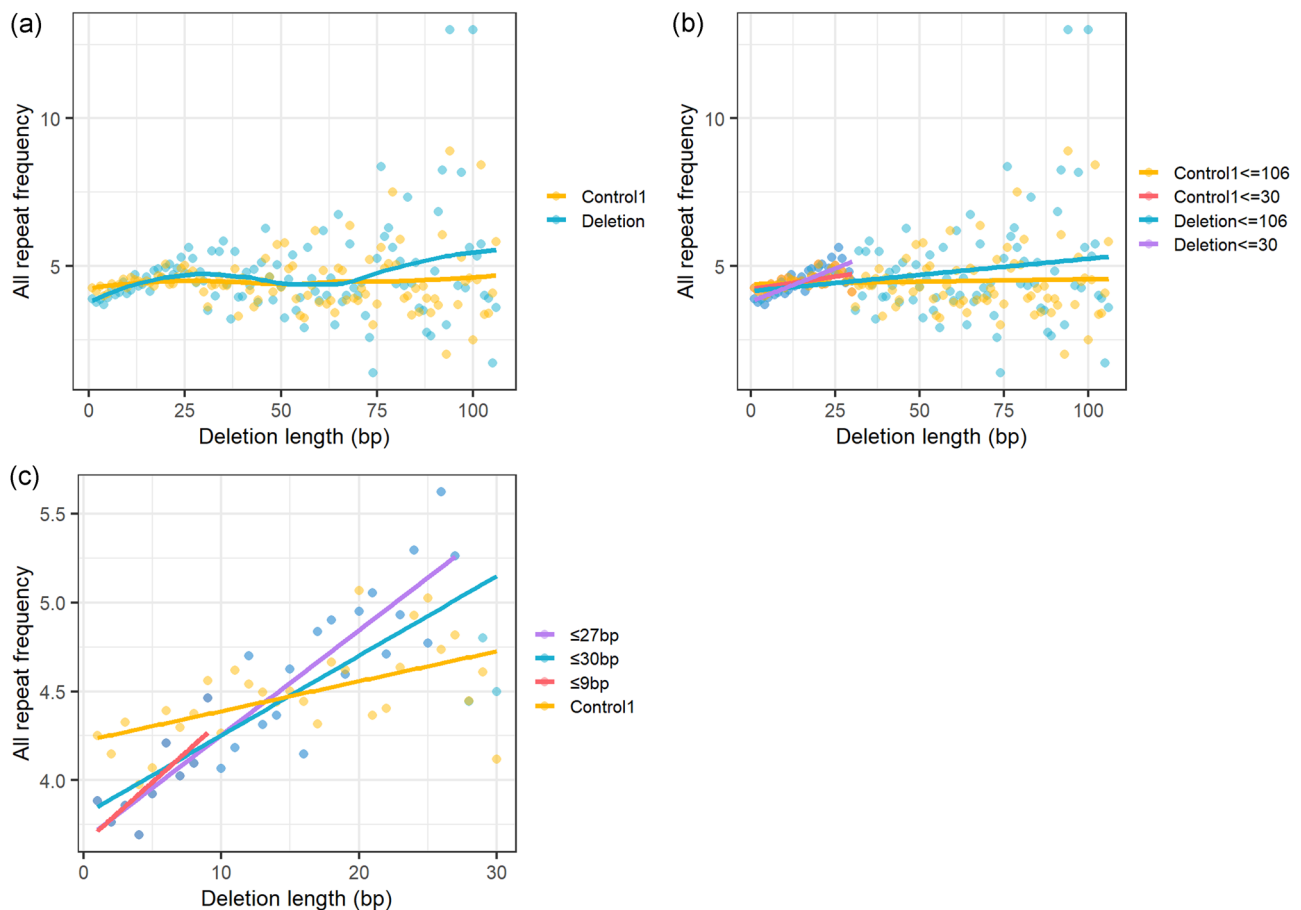 (a)
All repeat frequency
10
5
0
25
50
75
100
Deletion length (bp)
Control1
Deletion
(b)
All repeat frequency
10
5
0
25
50
75
100
Deletion length (bp)
Control1<=106
Control1<=30
Deletion<=106
Deletion<=30
(c)
All repeat frequency
5.5
5.0
4.5
4.0
0
10
20
30
Deletion length (bp)
≤27bp
≤30bp
≤9bp
Control1